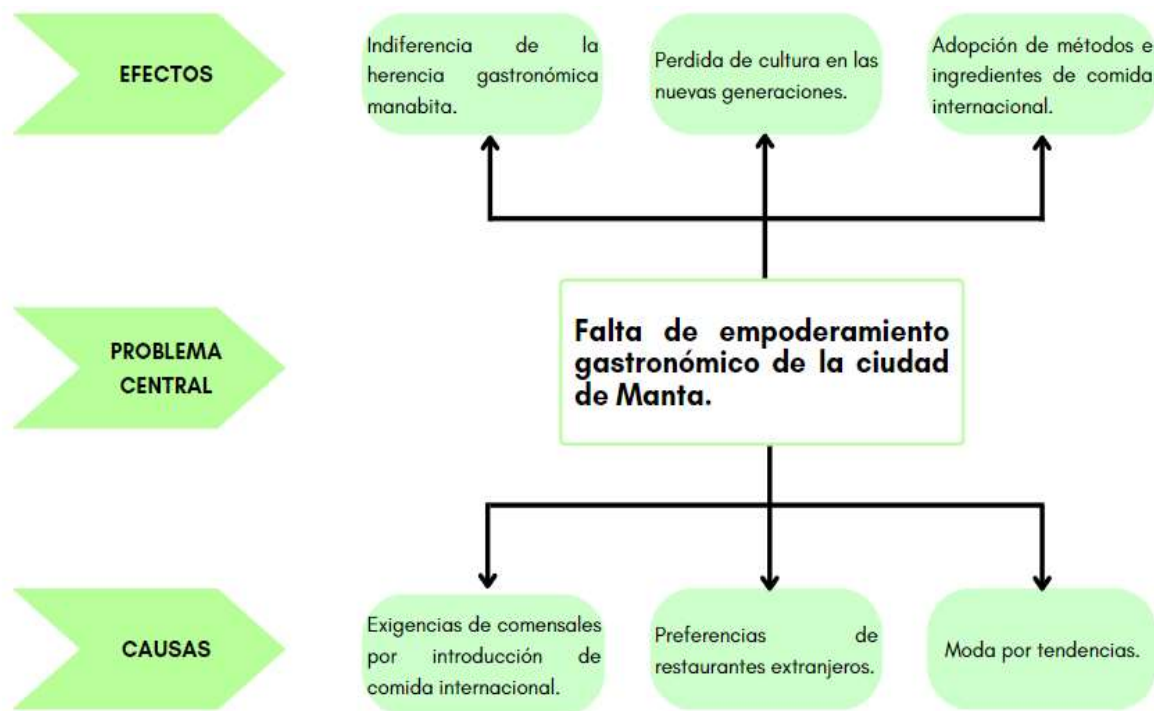 EFECTOS
Indiferencia de la
herencia gastronómica
manabita.
Perdida de cultura en las
nuevas generaciones.
Adopción de métodos e
ingredientes de comida
internacional.
PROBLEMA
CENTRAL
Falta de empoderamiento
gastronómico de la ciudad
de Manta.
CAUSAS
Exigencias de comensales
por introducción de
comida internacional.
Preferencias de
restaurantes extranjeros.
Moda por tendencias.